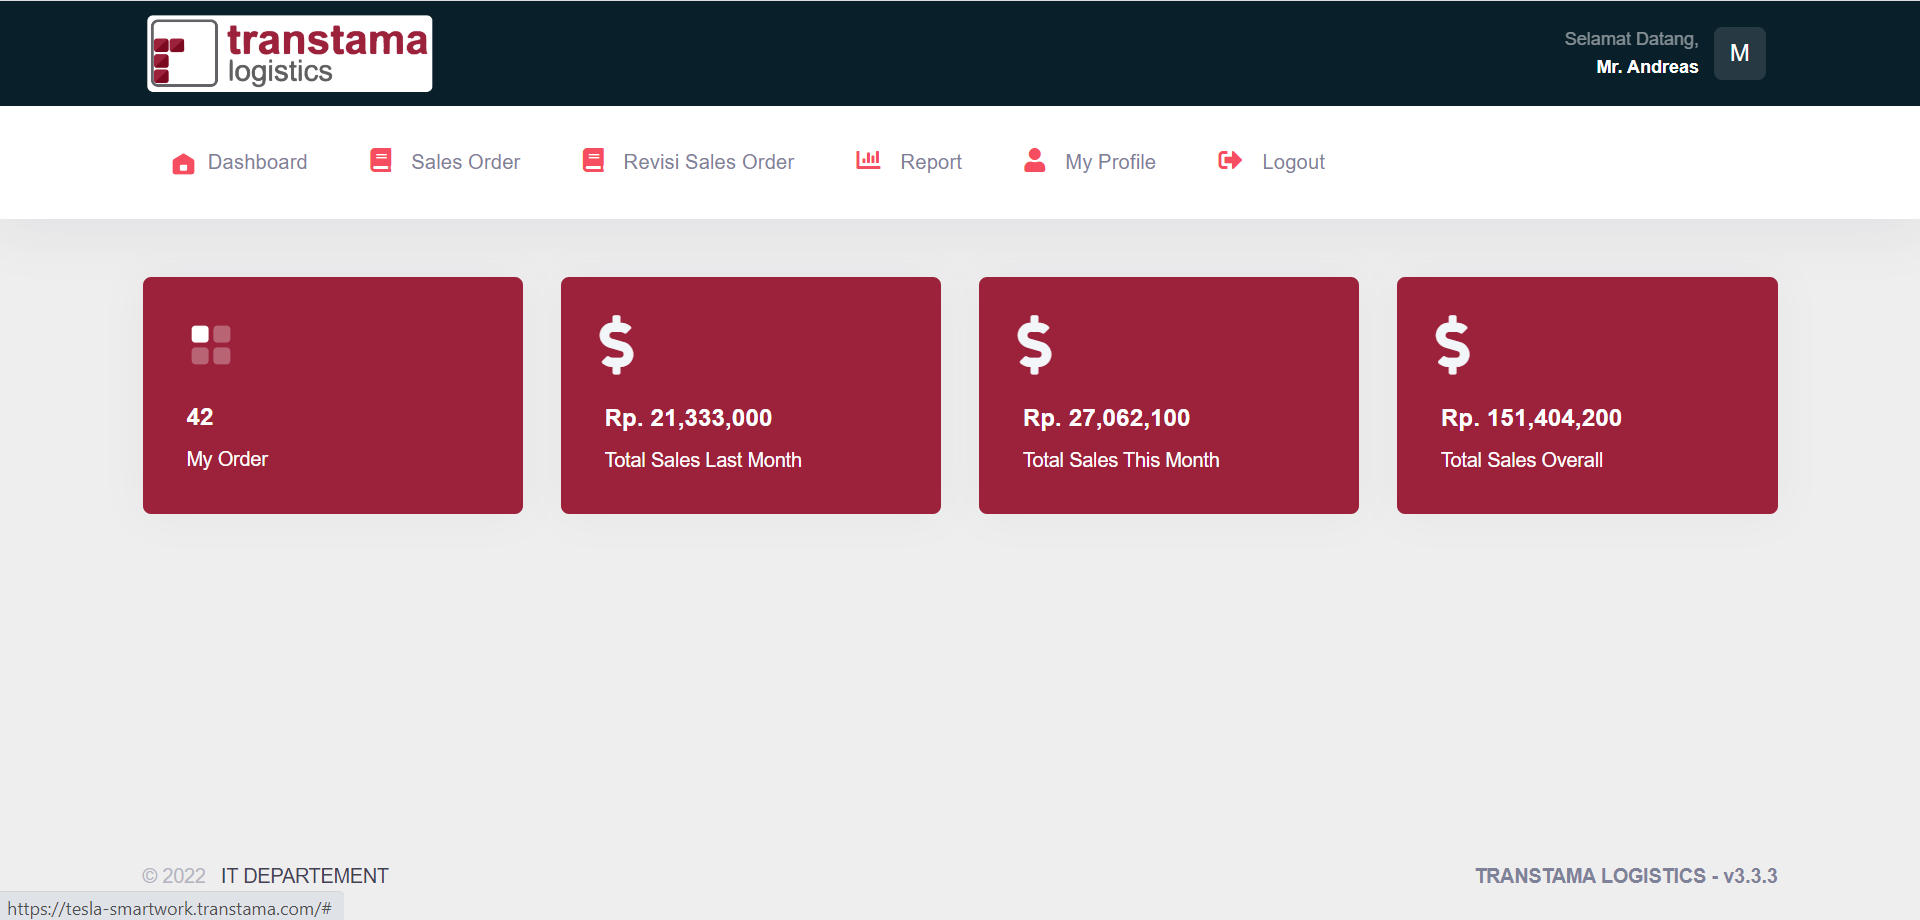 transtama
logistics
Selamat Datang,
Mr. Andreas
M
Dashboard
Sales Order
Revisi Sales Order
Report
My Profile
Logout
42
My Order
Rp. 21,333,000
Total Sales Last Month
Rp. 27,062,100
Total Sales This Month
Rp. 151,404,200
Total Sales Overall
© 2022 IT DEPARTEMENT
TRANSTAMA LOGISTICS - v3.3.3
https://tesla-smartwork.transtama.com/#